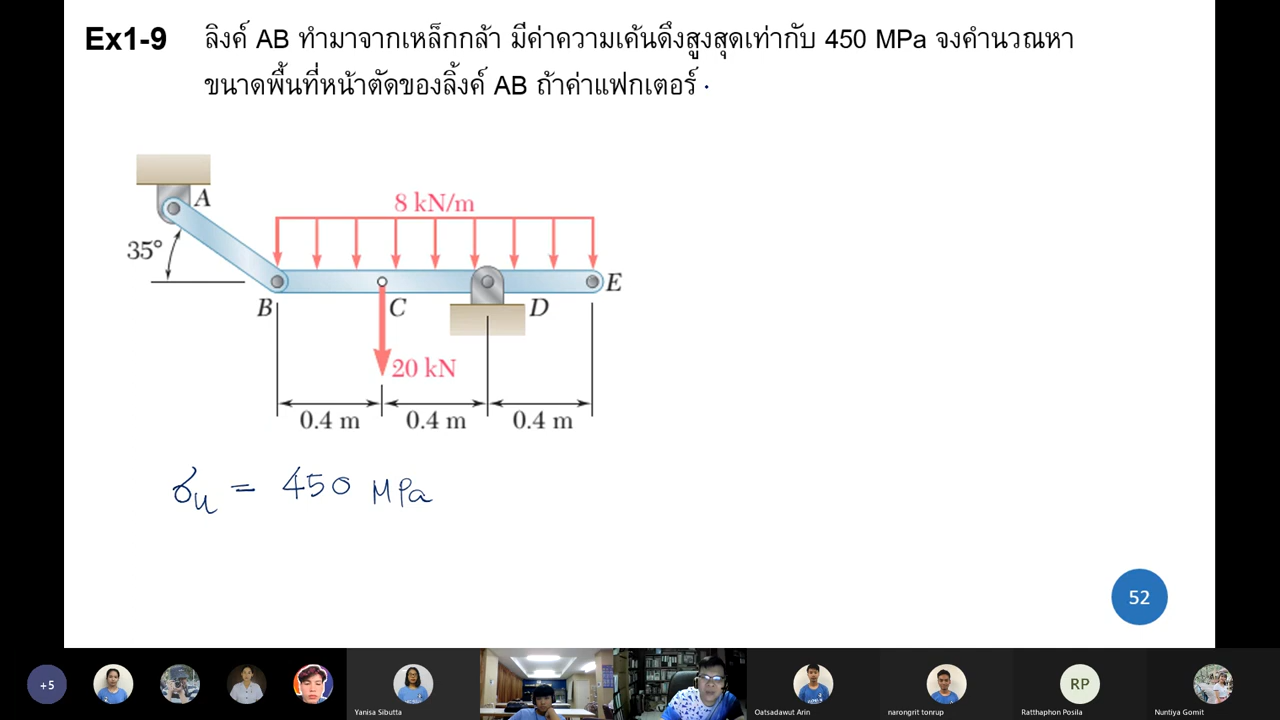 Ex1-9 ลิงค์ AB ทำมาจากเหล็กกล้า มีค่าความเค้นดึงสูงสุดเท่ากับ 450 MPa จงคำนวณหา
ขนาดพื้นที่หน้าตัดของลิ้งค์ AB ถ้าค่าแฟกเตอร์
A
8 kN/m
35°
B
C
D
E
20 kN
0.4 m
0.4 m
0.4 m
σu = 450 MPa
52
+5
RP
Yanisa Sibutta
Oatsadawut Arin
narongrit tonrup
Ratthaphon Posila
Nuntiya Gomit